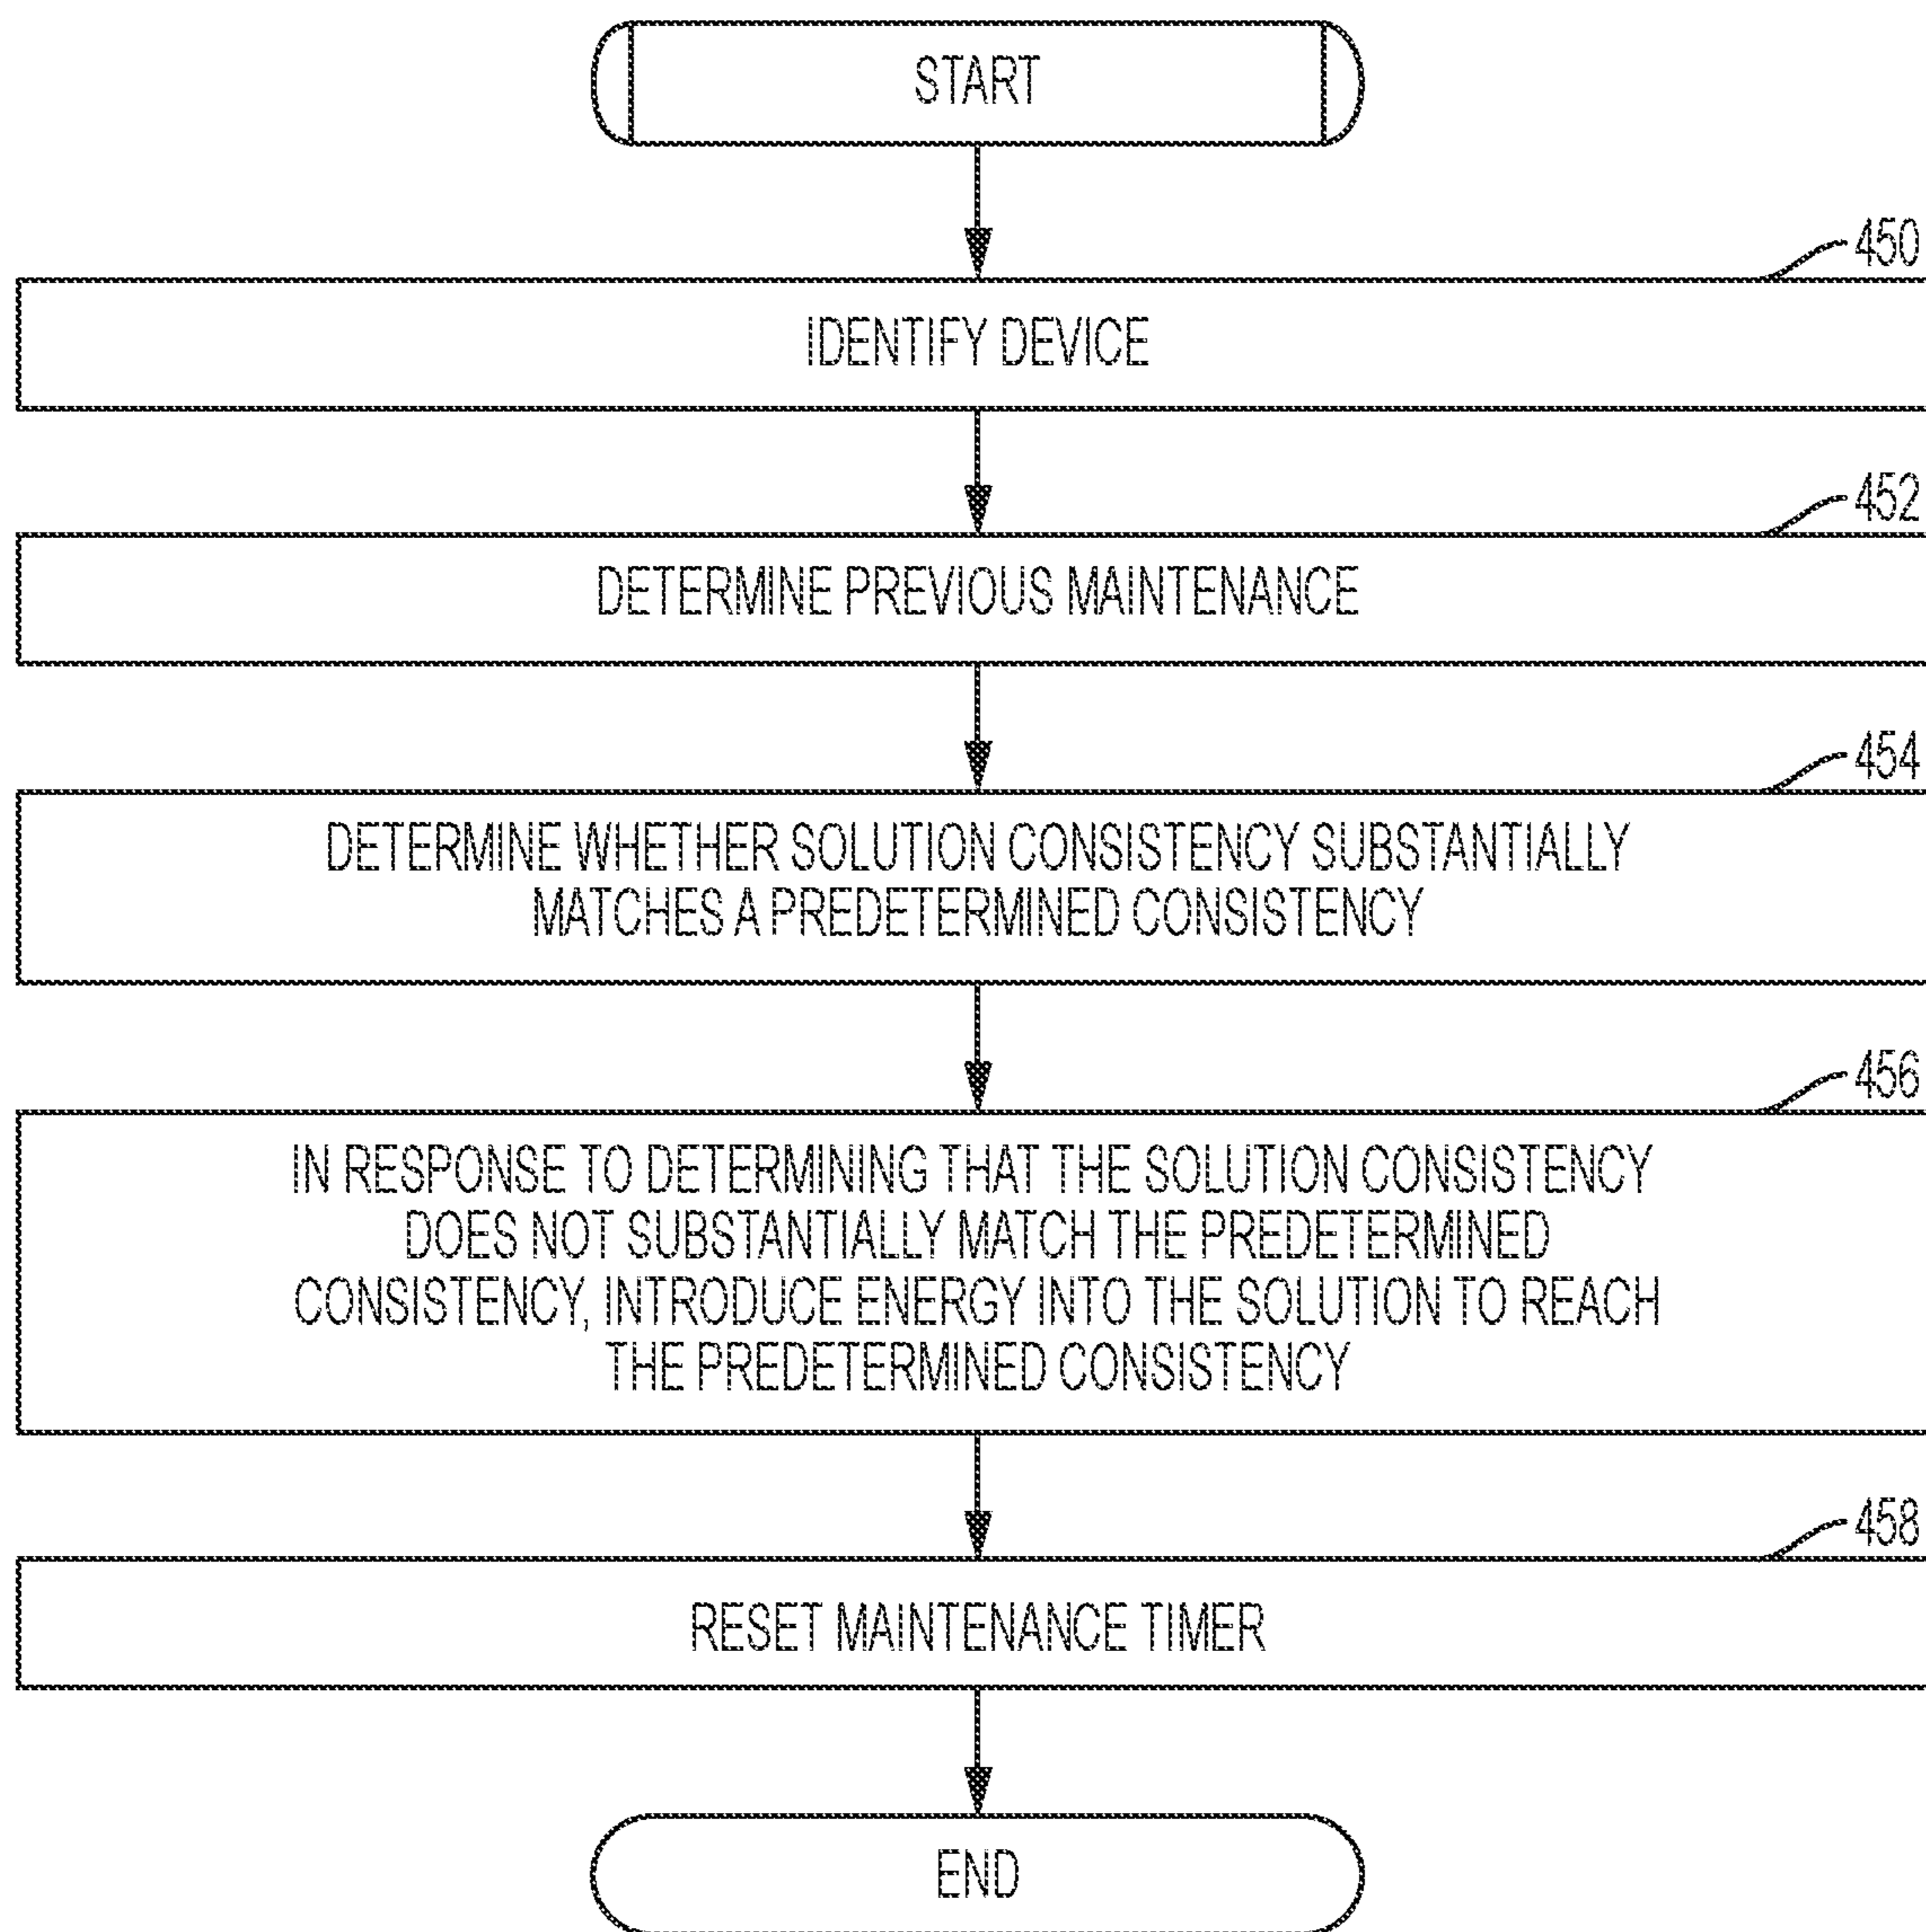 START
450
IDENTIFY DEVICE
452
DETERMINE PREVIOUS MAINTENANCE
454
DETERMINE WHETHER SOLUTION CONSISTENCY SUBSTANTIALLY
MATCHES A PREDETERMINED CONSISTENCY
456
IN RESPONSE TO DETERMINING THAT THE SOLUTION CONSISTENCY
DOES NOT SUBSTANTIALLY MATCH THE PREDETERMINED
CONSISTENCY, INTRODUCE ENERGY INTO THE SOLUTION TO REACH
THE PREDETERMINED CONSISTENCY
458
RESET MAINTENANCE TIMER
END